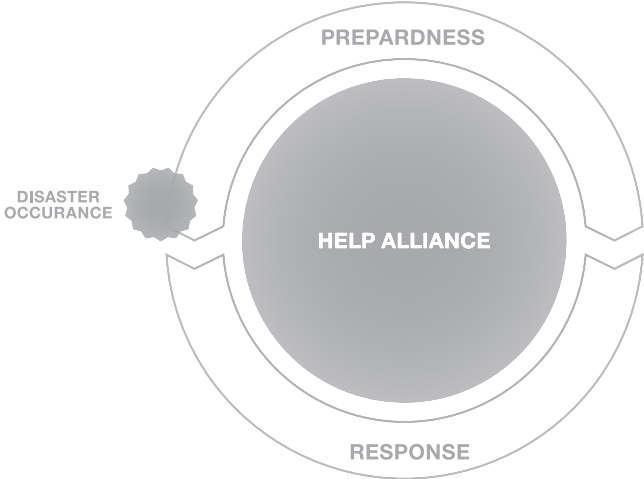 PREPARDNESS
DISASTER
OCCURANCE
HELP ALLIANCE
RESPONSE